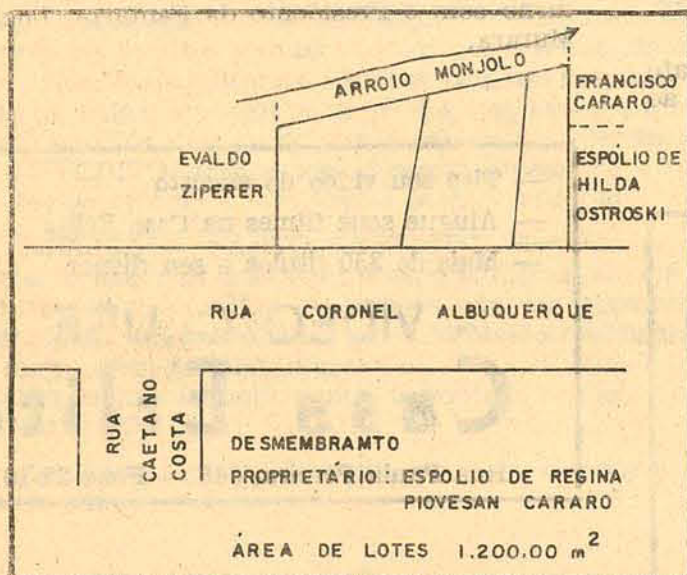 ARROIO MONJOLO
FRANCISCO
CARARO
EVALDO
ZIPERER
ESPÓLIO DE
HILDA
OSTROSKI
RUA CORONEL ALBUQUERQUE
RUA
CAETANO
COSTA
DESMEMBRAMTO
PROPRIETÁRIO: ESPOLIO DE REGINA
PIOVESAN CARARO
ÁREA DE LOTES 1.200.00 m²